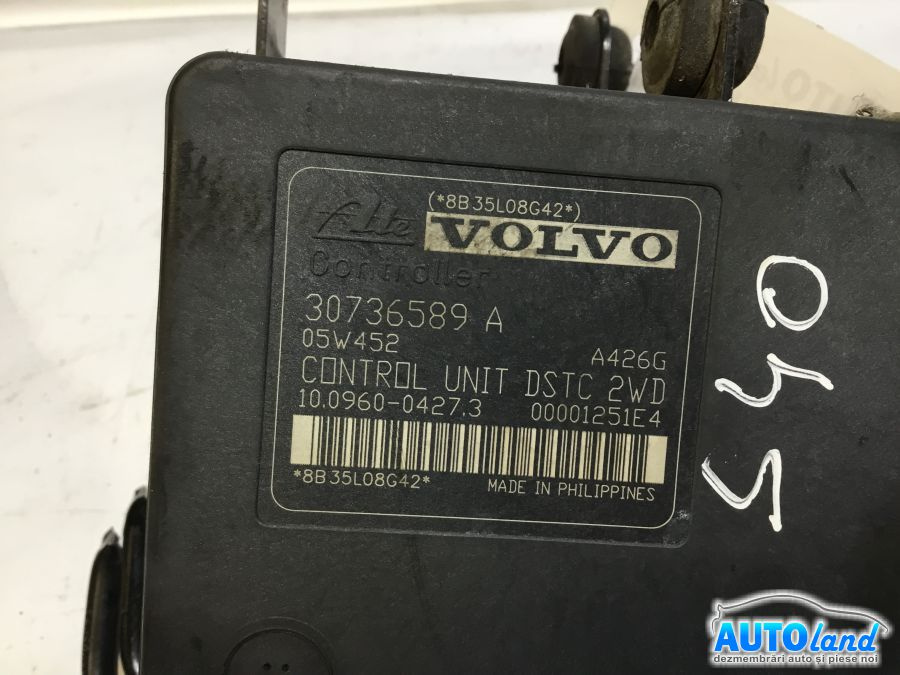 (*8B35L08G42*)
Ate VOLVO
Controller
30736589 A
05W452 A426G
CONTROL UNIT DSTC 2WD
10.0960-0427.3 00001251E4
*8B35L08G42*
MADE IN PHILIPPINES
S40
AUTOland
dezmembrări auto și piese noi